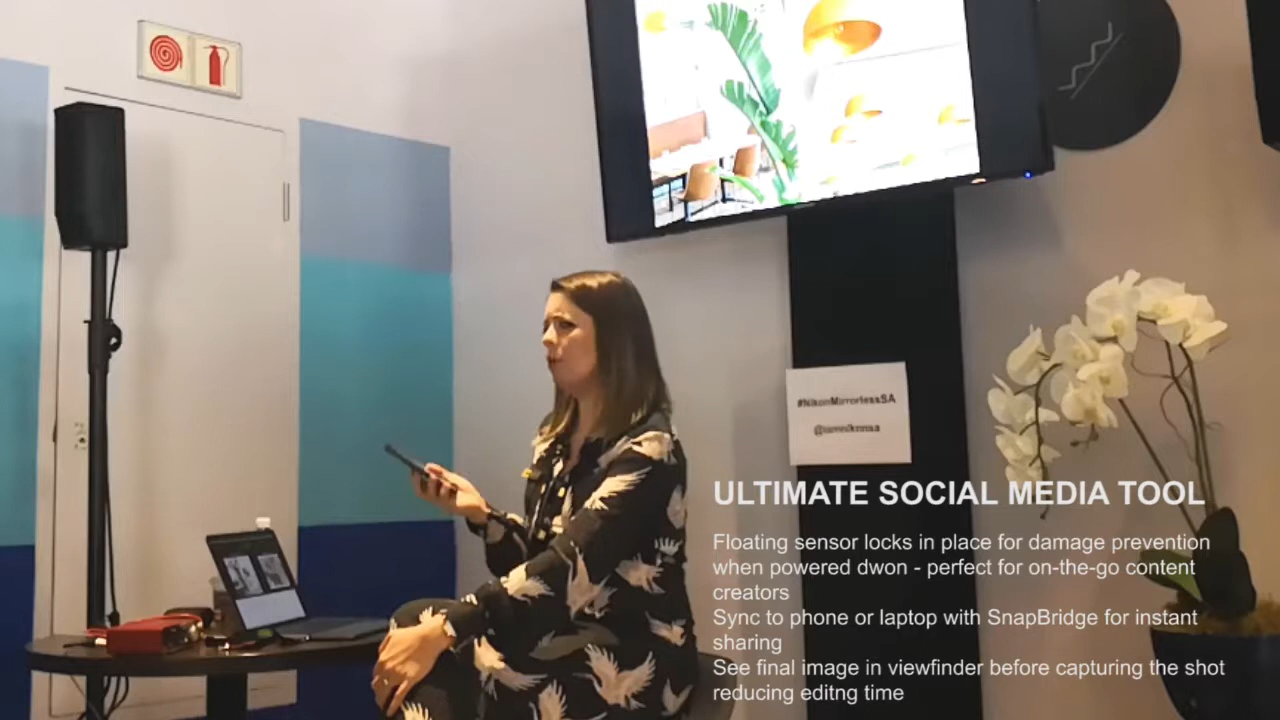 #NikonMirrorlessSA
@iamnikonsa
ULTIMATE SOCIAL MEDIA TOOL
Floating sensor locks in place for damage prevention
when powered dwon - perfect for on-the-go content
creators
Sync to phone or laptop with SnapBridge for instant
sharing
See final image in viewfinder before capturing the shot
reducing editng time